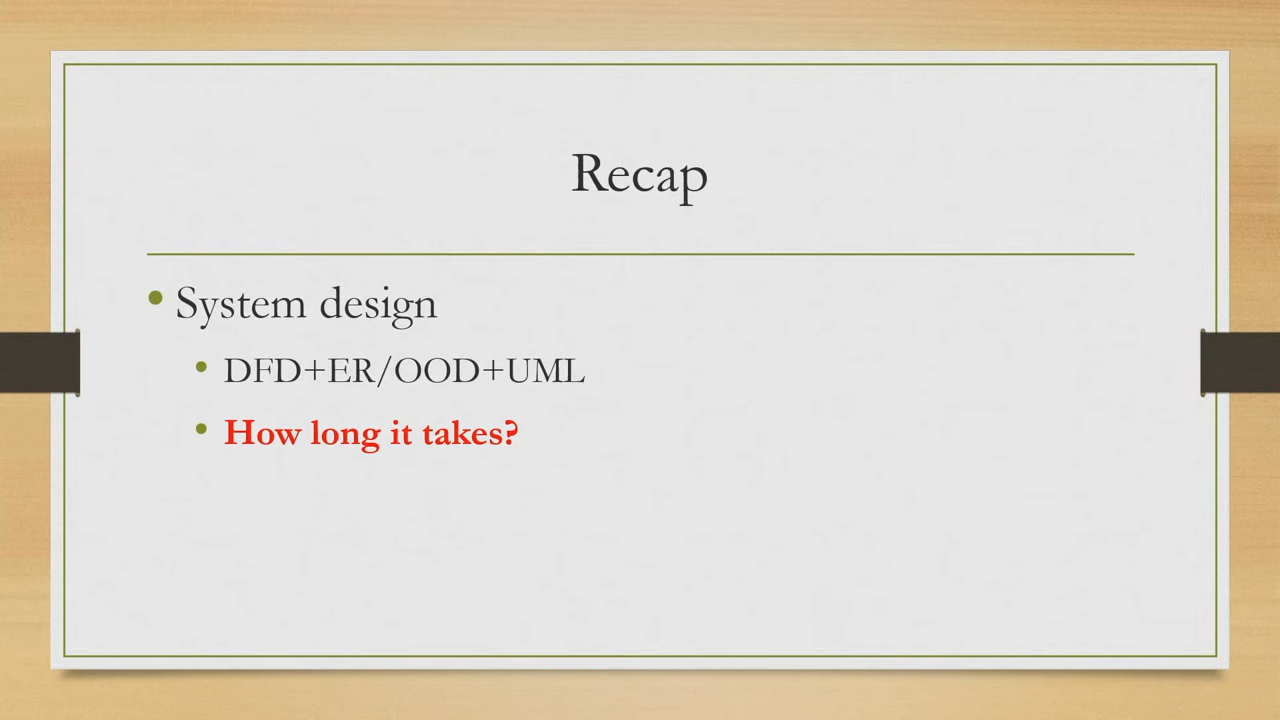 Recap
• System design
• DFD+ER/OOD+UML
• How long it takes?